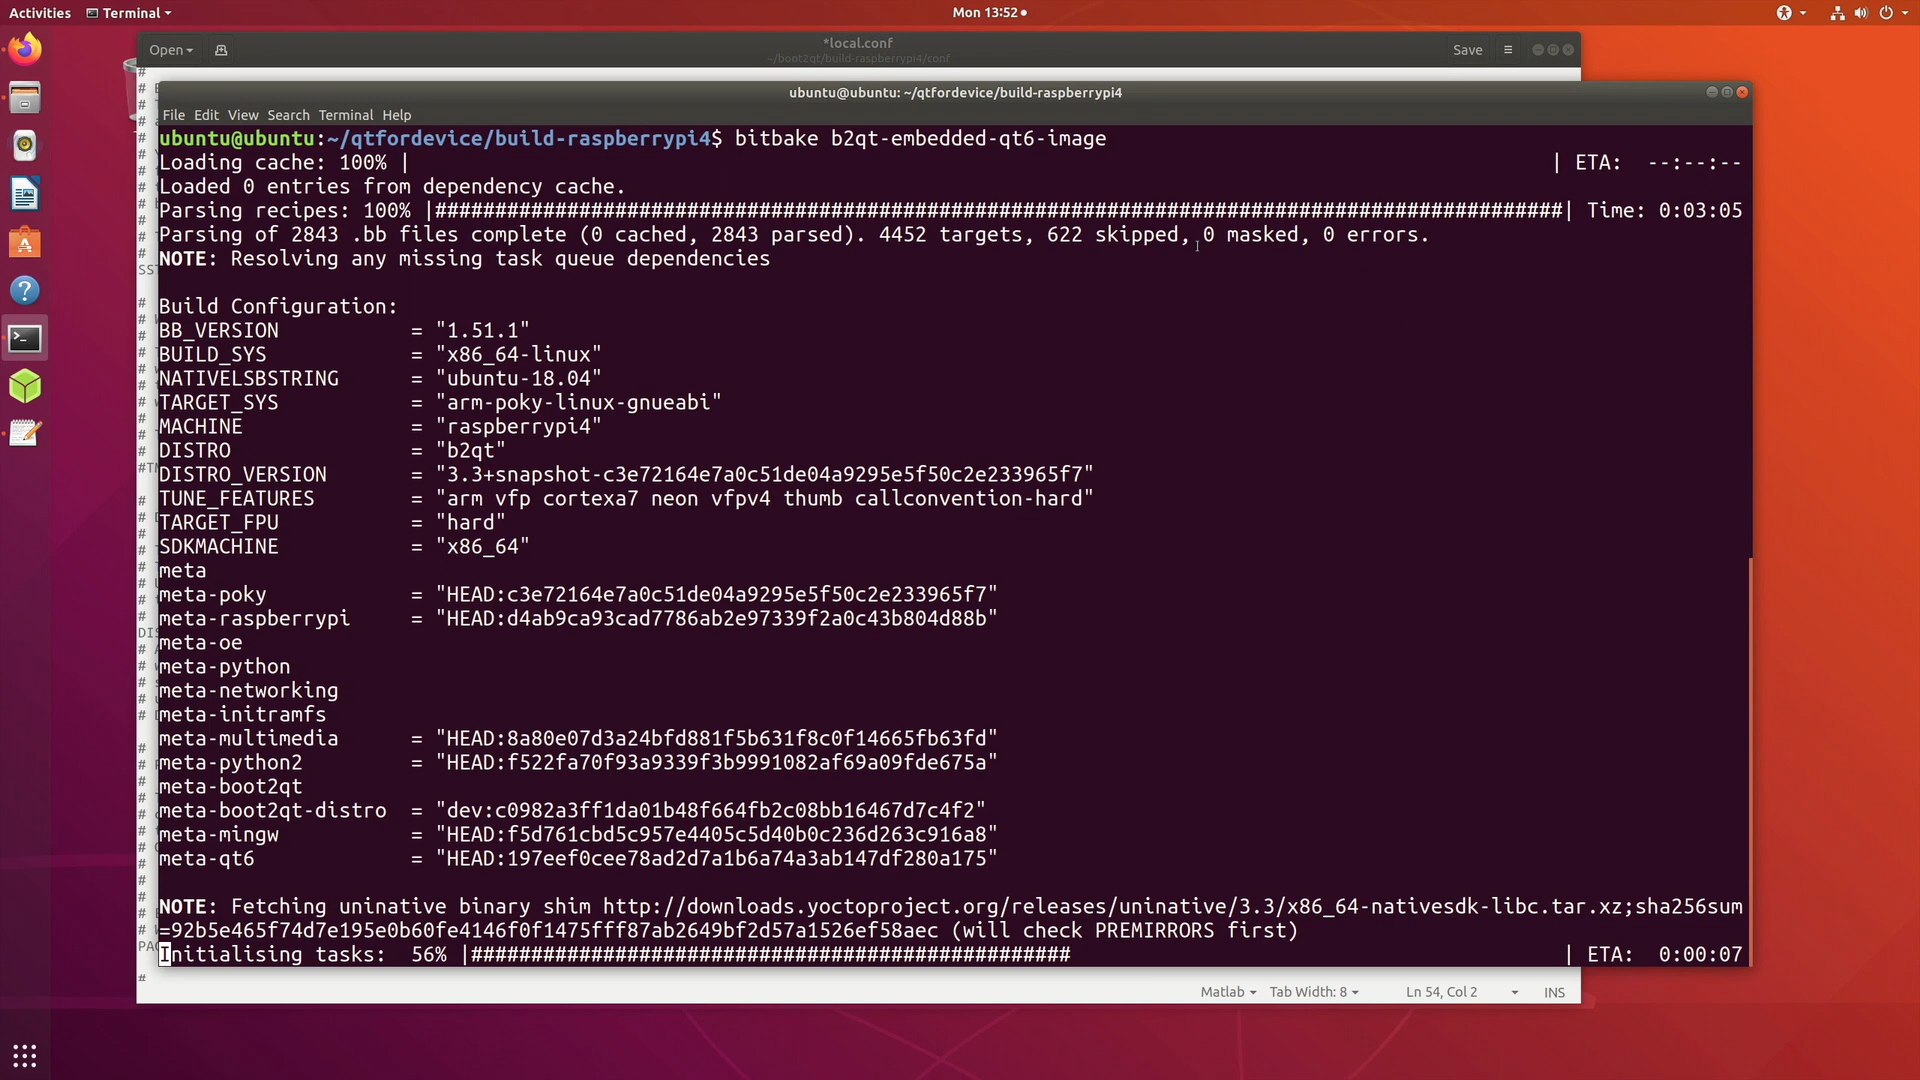 Activities
Terminal
Mon 13:52
Open
*local.conf
~/boot2qt/build-raspberrypi4/conf
Save
ubuntu@ubuntu: ~/qtfordevice/build-raspberrypi4
File Edit View Search Terminal Help
ubuntu@ubuntu:~/qtfordevice/build-raspberrypi4$ bitbake b2qt-embedded-qt6-image
Loading cache: 100% | | ETA: --:--:--
Loaded 0 entries from dependency cache.
Parsing recipes: 100% |##############################################################################################| Time: 0:03:05
Parsing of 2843 .bb files complete (0 cached, 2843 parsed). 4452 targets, 622 skipped, 0 masked, 0 errors.
NOTE: Resolving any missing task queue dependencies
Build Configuration:
BB_VERSION = "1.51.1"
BUILD_SYS = "x86_64-linux"
NATIVELSBSTRING = "ubuntu-18.04"
TARGET_SYS = "arm-poky-linux-gnueabi"
MACHINE = "raspberrypi4"
DISTRO = "b2qt"
DISTRO_VERSION = "3.3+snapshot-c3e72164e7a0c51de04a9295e5f50c2e233965f7"
TUNE_FEATURES = "arm vfp cortexa7 neon vfpv4 thumb callconvention-hard"
TARGET_FPU = "hard"
SDKMACHINE = "x86_64"
meta
meta-poky = "HEAD:c3e72164e7a0c51de04a9295e5f50c2e233965f7"
meta-raspberrypi = "HEAD:d4ab9ca93cad7786ab2e97339f2a0c43b804d88b"
meta-oe
meta-python
meta-networking
meta-initramfs
meta-multimedia = "HEAD:8a80e07d3a24bfd881f5b631f8c0f14665fb63fd"
meta-python2 = "HEAD:f522fa70f93a9339f3b9991082af69a09fde675a"
meta-boot2qt
meta-boot2qt-distro = "dev:c0982a3ff1da01b48f664fb2c08bb16467d7c4f2"
meta-mingw = "HEAD:f5d761cbd5c957e4405c5d40b0c236d263c916a8"
meta-qt6 = "HEAD:197eef0cee78ad2d7a1b6a74a3ab147df280a175"
NOTE: Fetching uninative binary shim http://downloads.yoctoproject.org/releases/uninative/3.3/x86_64-nativesdk-libc.tar.xz;sha256sum
=92b5e465f74d7e195e0b60fe4146f0f1475fff87ab2649bf2d57a1526ef58aec (will check PREMIRRORS first)
Initialising tasks: 56% |################################################## | ETA: 0:00:07
Matlab Tab Width: 8 Ln 54, Col 2 INS